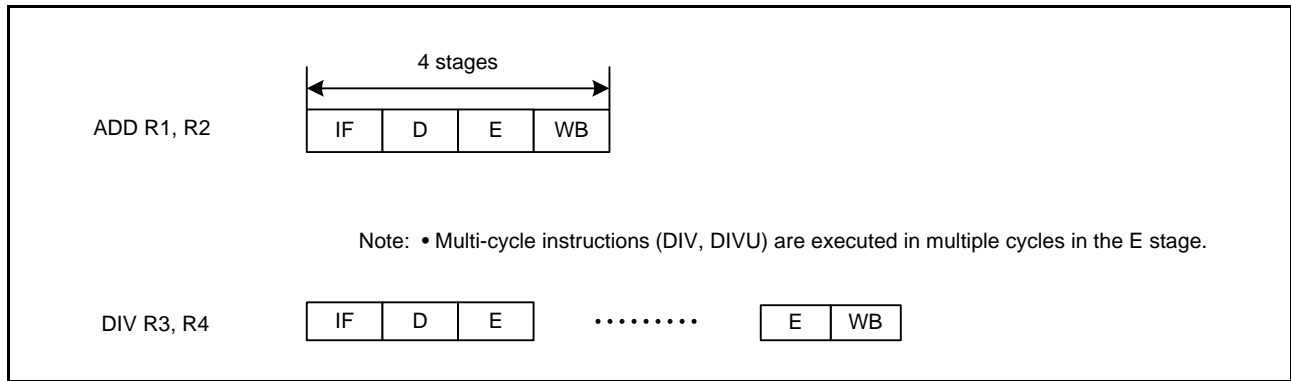 4 stages
ADD R1, R2 IF D E WB
Note: • Multi-cycle instructions (DIV, DIVU) are executed in multiple cycles in the E stage.
DIV R3, R4 IF D E ········· E WB